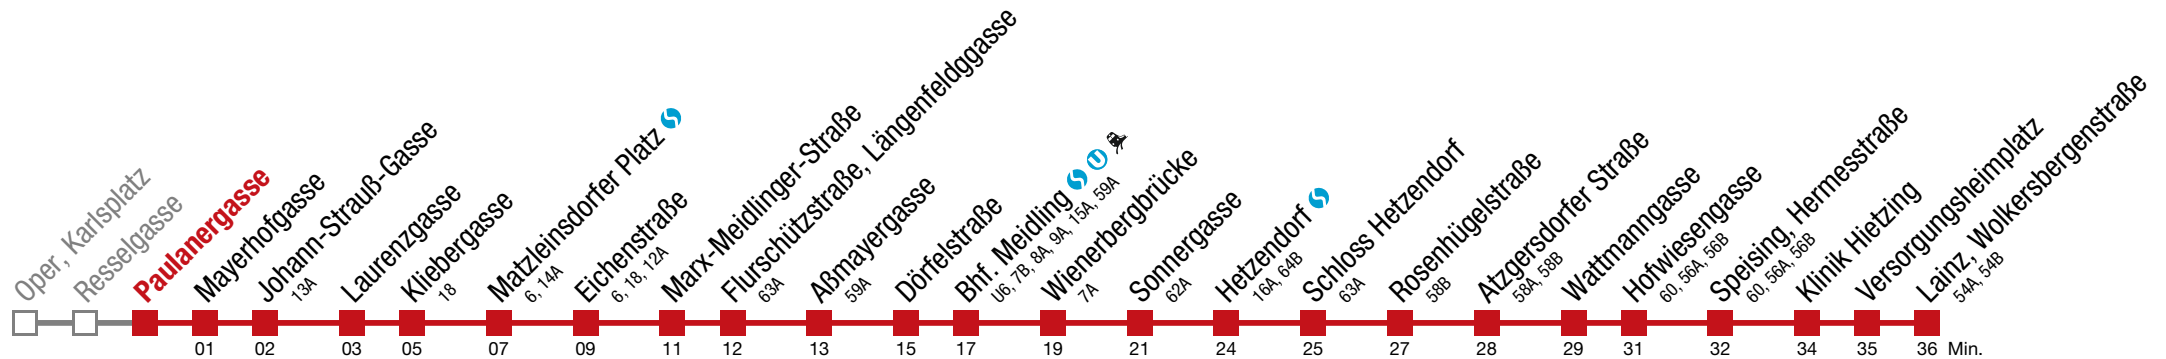 Oper, Karlsplatz
Resselgasse
Paulanergasse
Mayerhofgasse
01
Johann-Strauß-Gasse
13A
02
Laurenzgasse
03
Kliebergasse
18
05
Matzleinsdorfer Platz S
6, 14A
07
Eichenstraße
6, 18, 12A
09
Marx-Meidlinger-Straße
11
Flurschützstraße, Längenfeldggasse
63A
12
Aßmayergasse
59A
13
Dörfelstraße
15
Bhf. Meidling S U
U6, 7B, 8A, 9A, 15A, 59A
17
Wienerbergbrücke
7A
19
Sonnergasse
62A
21
Hetzendorf S
16A, 64B
24
Schloss Hetzendorf
63A
25
Rosenhügelstraße
58B
27
Atzgersdorfer Straße
58A, 58B
28
Wattmanngasse
29
Hofwiesengasse
60, 56A, 56B
31
Speising, Hermesstraße
60, 56A, 56B
32
Klinik Hietzing
34
Versorgungsheimplatz
35
Lainz, Wolkersbergenstraße
54A, 54B
36 Min.